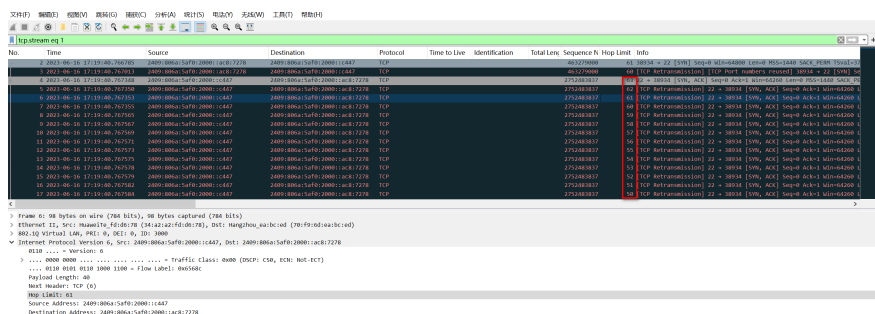 文件(F) 编辑(E) 视图(V) 跳转(G) 捕获(C) 分析(A) 统计(S) 电话(Y) 无线(W) 工具(T) 帮助(H)
tcp.stream eq 1
No. Time Source Destination Protocol Time to Live Identification Total Leng Sequence N Hop Limit Info
2 2023-06-16 17:19:40.766785 2409:806a:5af0:2000::ac8:7278 2409:806a:5af0:2000::c447 TCP 463279000 61 38934 → 22 [SYN] Seq=0 Win=64800 Len=0 MSS=1440 SACK_PERM TSval=37
3 2023-06-16 17:19:40.767013 2409:806a:5af0:2000::ac8:7278 2409:806a:5af0:2000::c447 TCP 463279000 60 [TCP Retransmission] [TCP Port numbers reused] 38934 → 22 [SYN] Se
4 2023-06-16 17:19:40.767348 2409:806a:5af0:2000::c447 2409:806a:5af0:2000::ac8:7278 TCP 2752483837 63 22 → 38934 [SYN, ACK] Seq=0 Ack=1 Win=64260 Len=0 MSS=1440 SACK_PE
5 2023-06-16 17:19:40.767350 2409:806a:5af0:2000::c447 2409:806a:5af0:2000::ac8:7278 TCP 2752483837 62 [TCP Retransmission] 22 → 38934 [SYN, ACK] Seq=0 Ack=1 Win=64260 L
6 2023-06-16 17:19:40.767353 2409:806a:5af0:2000::c447 2409:806a:5af0:2000::ac8:7278 TCP 2752483837 61 [TCP Retransmission] 22 → 38934 [SYN, ACK] Seq=0 Ack=1 Win=64260 L
7 2023-06-16 17:19:40.767355 2409:806a:5af0:2000::c447 2409:806a:5af0:2000::ac8:7278 TCP 2752483837 60 [TCP Retransmission] 22 → 38934 [SYN, ACK] Seq=0 Ack=1 Win=64260 L
8 2023-06-16 17:19:40.767565 2409:806a:5af0:2000::c447 2409:806a:5af0:2000::ac8:7278 TCP 2752483837 59 [TCP Retransmission] 22 → 38934 [SYN, ACK] Seq=0 Ack=1 Win=64260 L
9 2023-06-16 17:19:40.767567 2409:806a:5af0:2000::c447 2409:806a:5af0:2000::ac8:7278 TCP 2752483837 58 [TCP Retransmission] 22 → 38934 [SYN, ACK] Seq=0 Ack=1 Win=64260 L
10 2023-06-16 17:19:40.767569 2409:806a:5af0:2000::c447 2409:806a:5af0:2000::ac8:7278 TCP 2752483837 57 [TCP Retransmission] 22 → 38934 [SYN, ACK] Seq=0 Ack=1 Win=64260 L
11 2023-06-16 17:19:40.767571 2409:806a:5af0:2000::c447 2409:806a:5af0:2000::ac8:7278 TCP 2752483837 56 [TCP Retransmission] 22 → 38934 [SYN, ACK] Seq=0 Ack=1 Win=64260 L
12 2023-06-16 17:19:40.767573 2409:806a:5af0:2000::c447 2409:806a:5af0:2000::ac8:7278 TCP 2752483837 55 [TCP Retransmission] 22 → 38934 [SYN, ACK] Seq=0 Ack=1 Win=64260 L
13 2023-06-16 17:19:40.767575 2409:806a:5af0:2000::c447 2409:806a:5af0:2000::ac8:7278 TCP 2752483837 54 [TCP Retransmission] 22 → 38934 [SYN, ACK] Seq=0 Ack=1 Win=64260 L
14 2023-06-16 17:19:40.767578 2409:806a:5af0:2000::c447 2409:806a:5af0:2000::ac8:7278 TCP 2752483837 53 [TCP Retransmission] 22 → 38934 [SYN, ACK] Seq=0 Ack=1 Win=64260 L
15 2023-06-16 17:19:40.767579 2409:806a:5af0:2000::c447 2409:806a:5af0:2000::ac8:7278 TCP 2752483837 52 [TCP Retransmission] 22 → 38934 [SYN, ACK] Seq=0 Ack=1 Win=64260 L
16 2023-06-16 17:19:40.767582 2409:806a:5af0:2000::c447 2409:806a:5af0:2000::ac8:7278 TCP 2752483837 51 [TCP Retransmission] 22 → 38934 [SYN, ACK] Seq=0 Ack=1 Win=64260 L
17 2023-06-16 17:19:40.767584 2409:806a:5af0:2000::c447 2409:806a:5af0:2000::ac8:7278 TCP 2752483837 50 [TCP Retransmission] 22 → 38934 [SYN, ACK] Seq=0 Ack=1 Win=64260 L
Frame 6: 98 bytes on wire (784 bits), 98 bytes captured (784 bits)
Ethernet II, Src: HuaweiTe_fd:d6:78 (34:a2:a2:fd:d6:78), Dst: Hangzhou_ea:bc:ed (70:f9:6d:ea:bc:ed)
802.1Q Virtual LAN, PRI: 0, DEI: 0, ID: 3000
Internet Protocol Version 6, Src: 2409:806a:5af0:2000::c447, Dst: 2409:806a:5af0:2000::ac8:7278
0110 .... = Version: 6
.... 0000 0000 .... .... .... .... .... = Traffic Class: 0x00 (DSCP: CS0, ECN: Not-ECT)
.... 0110 0101 0110 1000 1100 = Flow Label: 0x6568c
Payload Length: 40
Next Header: TCP (6)
Hop Limit: 61
Source Address: 2409:806a:5af0:2000::c447
Destination Address: 2409:806a:5af0:2000::ac8:7278